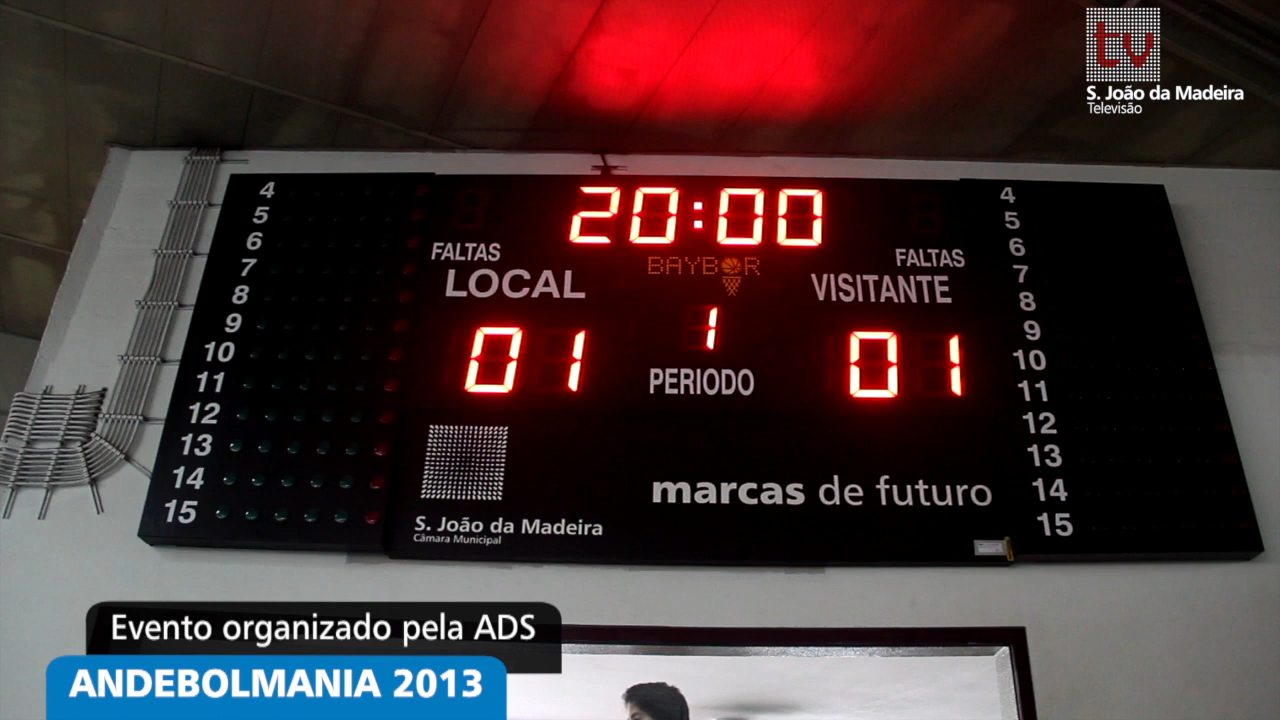 tv
S. João da Madeira
Televisão
20:00
FALTAS
FALTAS
LOCAL
BAYBOR
VISITANTE
01
1
01
PERIODO
4
5
6
7
8
9
10
11
12
13
14
15
4
5
6
7
8
9
10
11
12
13
14
15
marcas de futuro
S. João da Madeira
Câmara Municipal
Evento organizado pela ADS
ANDEBOLMANIA 2013